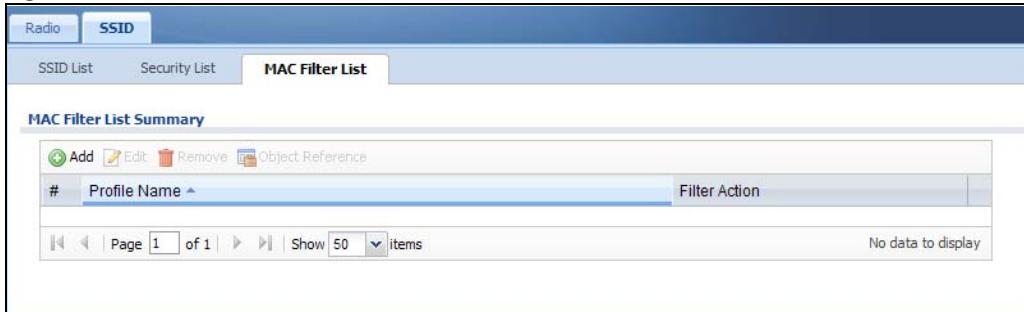 Radio SSID
SSID List Security List MAC Filter List
MAC Filter List Summary
Add Edit Remove Object Reference
# Profile Name Filter Action
Page 1 of 1 Show 50 items No data to display